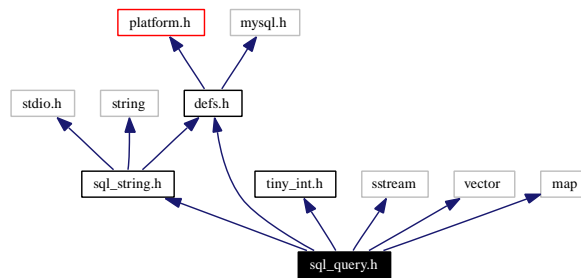 platform.h
mysql.h
stdio.h
string
defs.h
sql_string.h
tiny_int.h
sstream
vector
map
sql_query.h